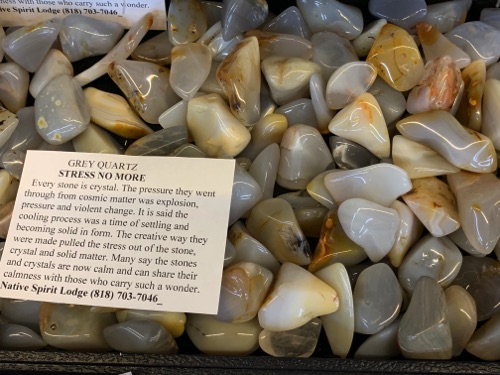 with those who carry such a wonder.
Native Spirit Lodge (818) 703-7046
GREY QUARTZ
STRESS NO MORE
Every stone is crystal. The pressure they went
through from cosmic matter was explosion,
pressure and violent change. It is said the
cooling process was a time of settling and
becoming solid in form. The creative way they
were made pulled the stress out of the stone,
crystal and solid matter. Many say the stones
and crystals are now calm and can share their
calmness with those who carry such a wonder.
Native Spirit Lodge (818) 703-7046_